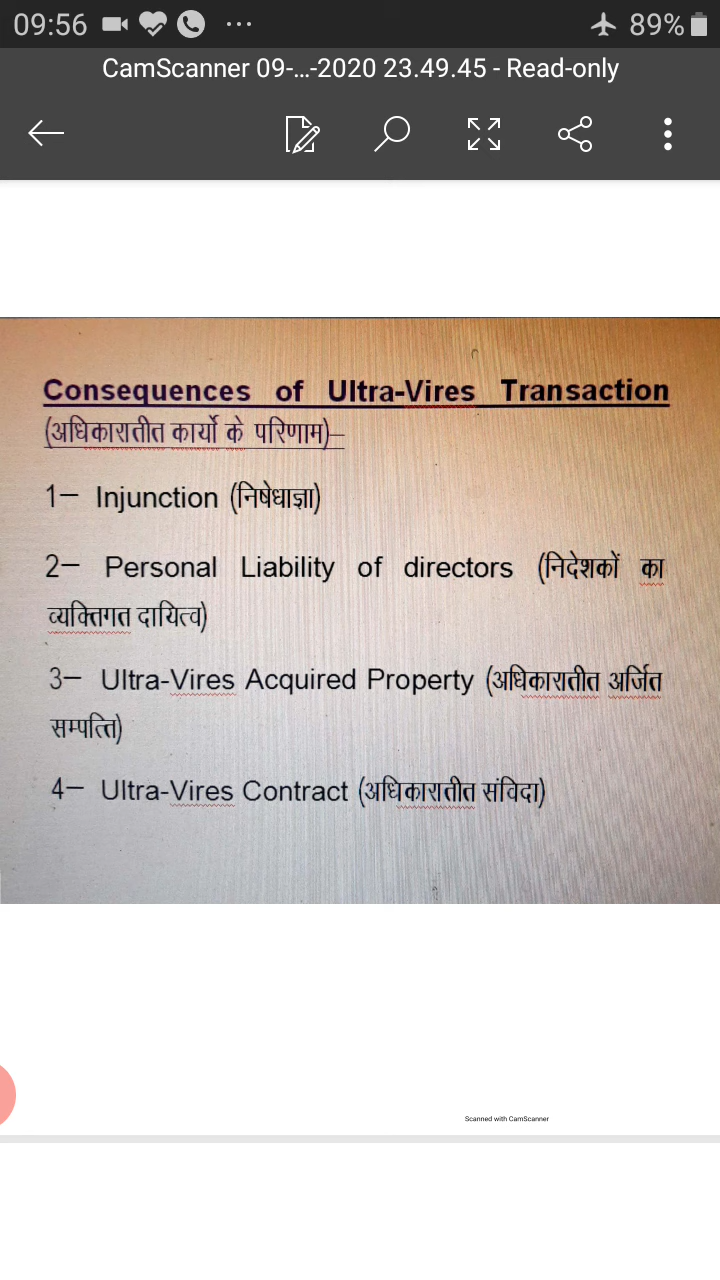 09:56 ... 89%
CamScanner 09-...-2020 23.49.45 - Read-only
Consequences of Ultra-Vires Transaction
(अधिकारातीत कार्यो के परिणाम)–
1– Injunction (निषेधाज्ञा)
2– Personal Liability of directors (निदेशकों का
व्यक्तिगत दायित्व)
3– Ultra-Vires Acquired Property (अधिकारातीत अर्जित
सम्पत्ति)
4– Ultra-Vires Contract (अधिकारातीत संविदा)
Scanned with CamScanner